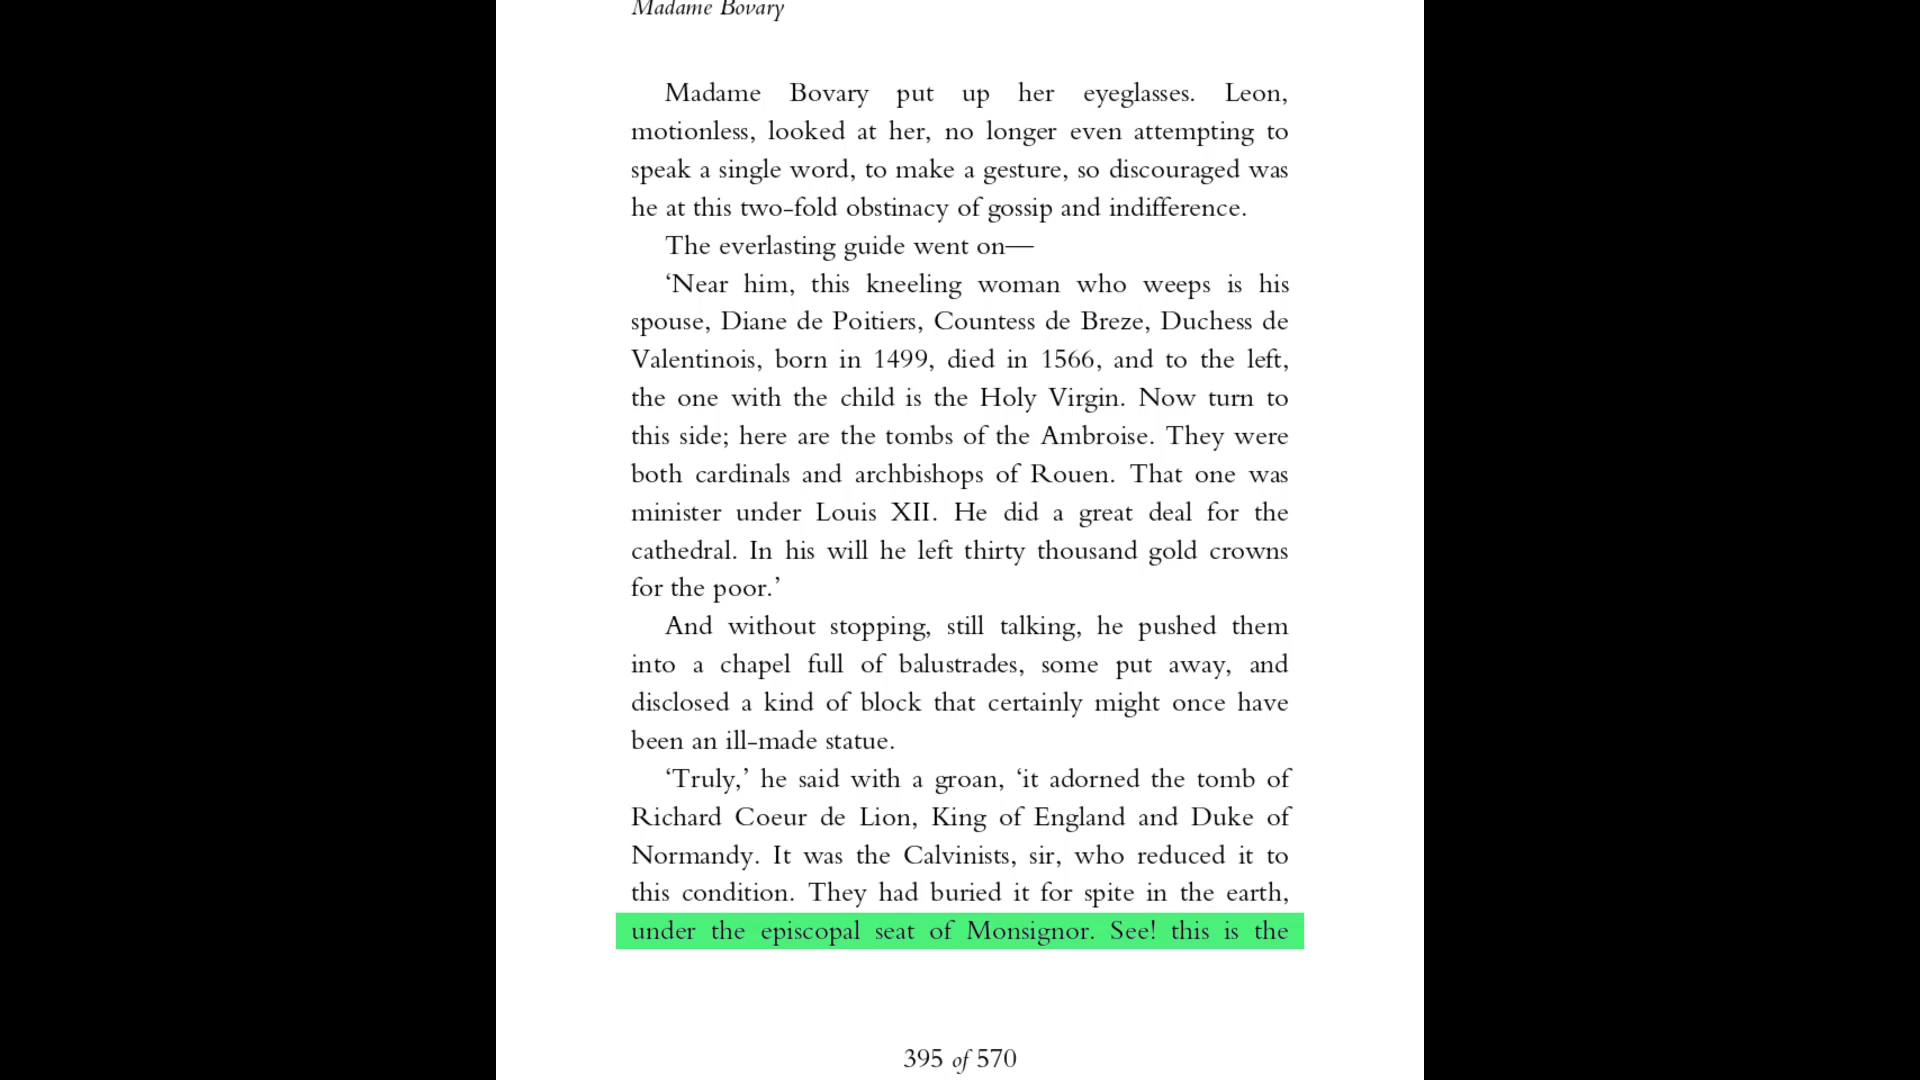 Madame Bovary
Madame Bovary put up her eyeglasses. Leon,
motionless, looked at her, no longer even attempting to
speak a single word, to make a gesture, so discouraged was
he at this two-fold obstinacy of gossip and indifference.
The everlasting guide went on—
‘Near him, this kneeling woman who weeps is his
spouse, Diane de Poitiers, Countess de Breze, Duchess de
Valentinois, born in 1499, died in 1566, and to the left,
the one with the child is the Holy Virgin. Now turn to
this side; here are the tombs of the Ambroise. They were
both cardinals and archbishops of Rouen. That one was
minister under Louis XII. He did a great deal for the
cathedral. In his will he left thirty thousand gold crowns
for the poor.’
And without stopping, still talking, he pushed them
into a chapel full of balustrades, some put away, and
disclosed a kind of block that certainly might once have
been an ill-made statue.
‘Truly,’ he said with a groan, ‘it adorned the tomb of
Richard Coeur de Lion, King of England and Duke of
Normandy. It was the Calvinists, sir, who reduced it to
this condition. They had buried it for spite in the earth,
under the episcopal seat of Monsignor. See! this is the
395 of 570